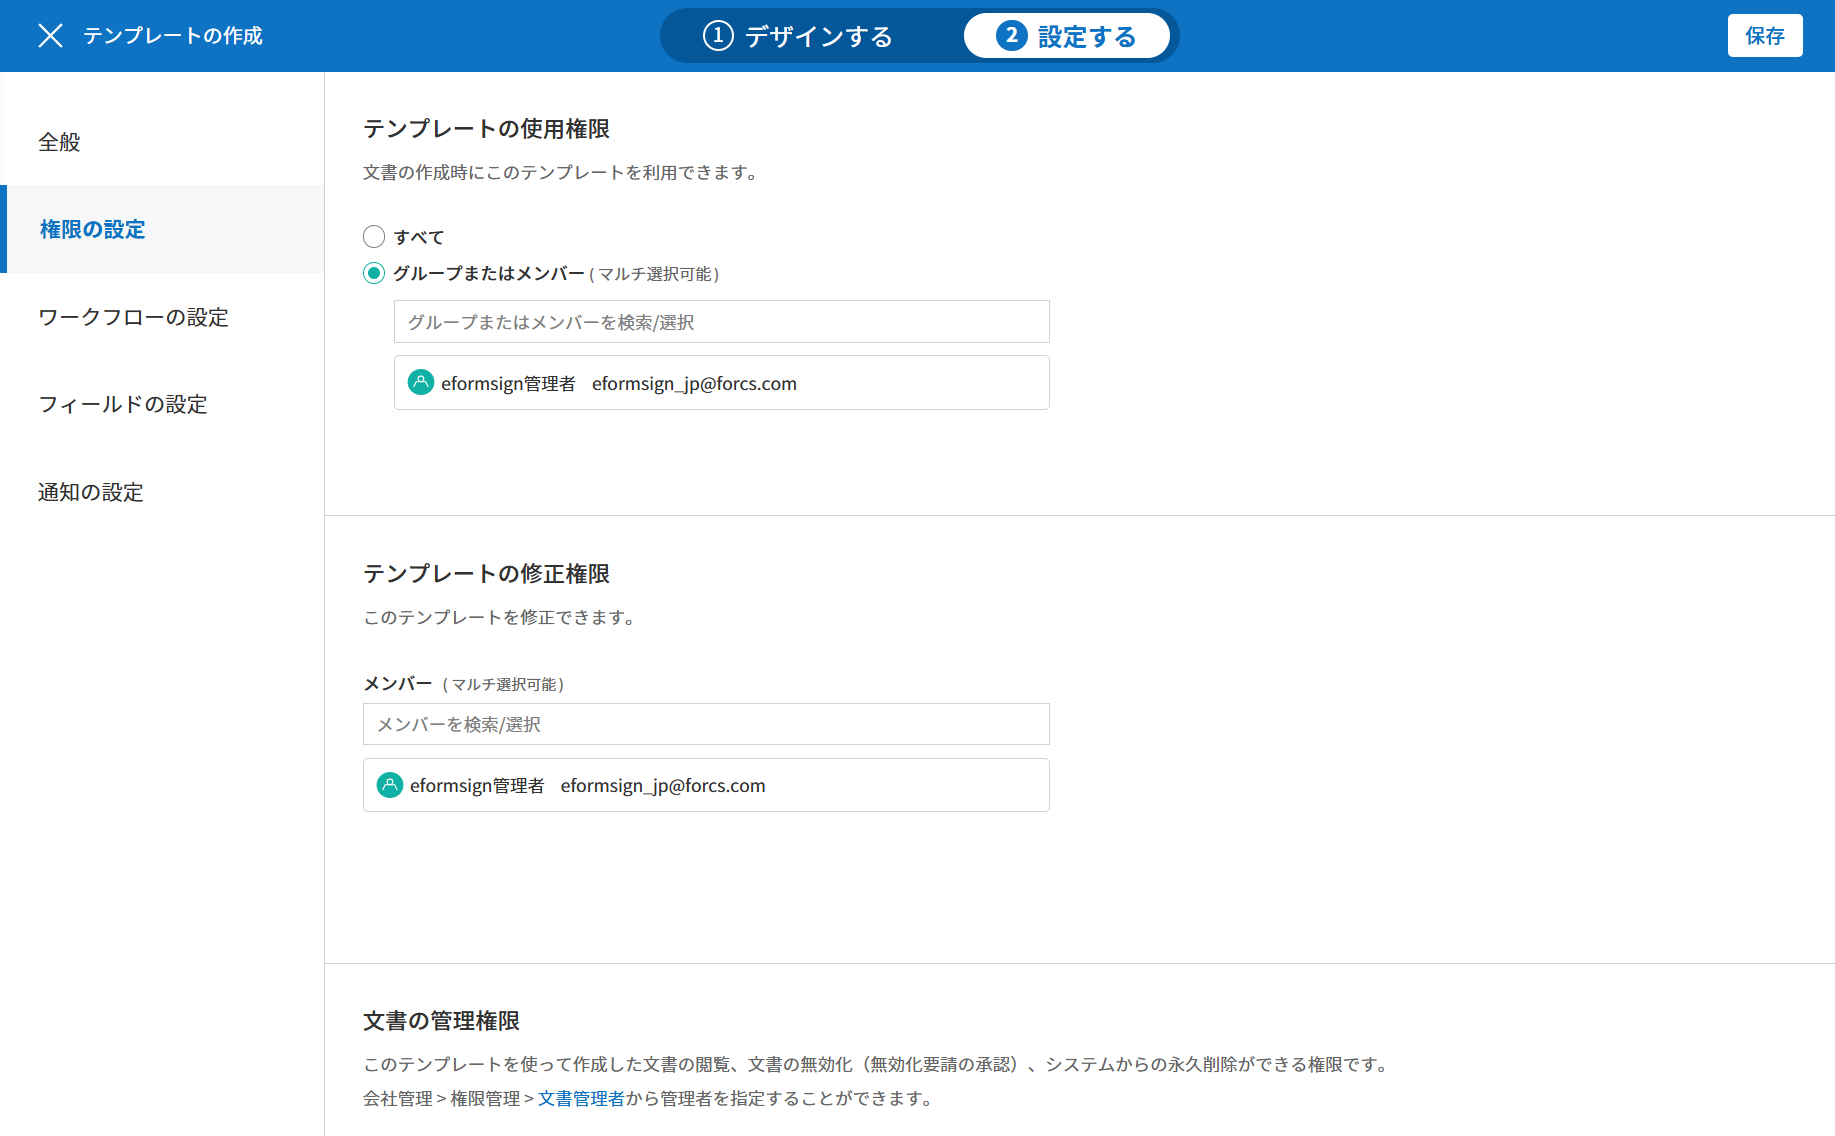 テンプレートの作成
1 デザインする
2 設定する
保存
全般
権限の設定
ワークフローの設定
フィールドの設定
通知の設定
テンプレートの使用権限
文書の作成時にこのテンプレートを利用できます。
すべて
グループまたはメンバー ( マルチ選択可能)
グループまたはメンバーを検索/選択
eformsign管理者 eformsign_jp@forcs.com
テンプレートの修正権限
このテンプレートを修正できます。
メンバー ( マルチ選択可能)
メンバーを検索/選択
eformsign管理者 eformsign_jp@forcs.com
文書の管理権限
このテンプレートを使って作成した文書の閲覧、文書の無効化（無効化要請の承認）、システムからの永久削除ができる権限です。
会社管理 > 権限管理 > 文書管理者から管理者を指定することができます。